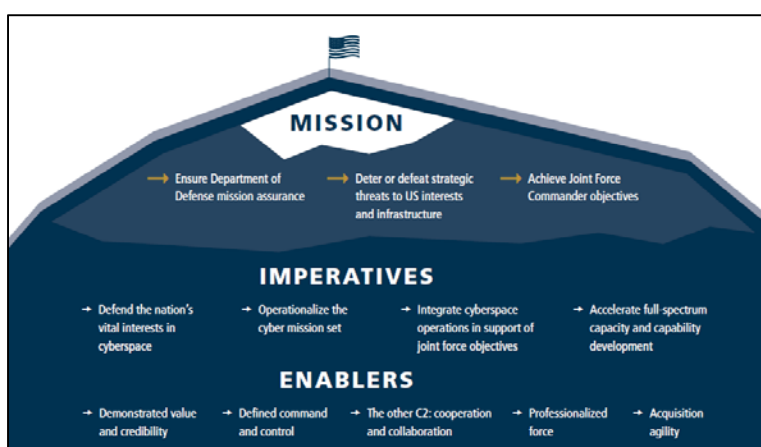 MISSION
→ Ensure Department of
Defense mission assurance
→ Deter or defeat strategic
threats to US interests
and infrastructure
→ Achieve Joint Force
Commander objectives
IMPERATIVES
→ Defend the nation's
vital interests in
cyberspace
→ Operationalize the
cyber mission set
→ Integrate cyberspace
operations in support of
joint force objectives
→ Accelerate full-spectrum
capacity and capability
development
ENABLERS
→ Demonstrated value
and credibility
→ Defined command
and control
→ The other C2: cooperation
and collaboration
→ Professionalized
force
→ Acquisition
agility